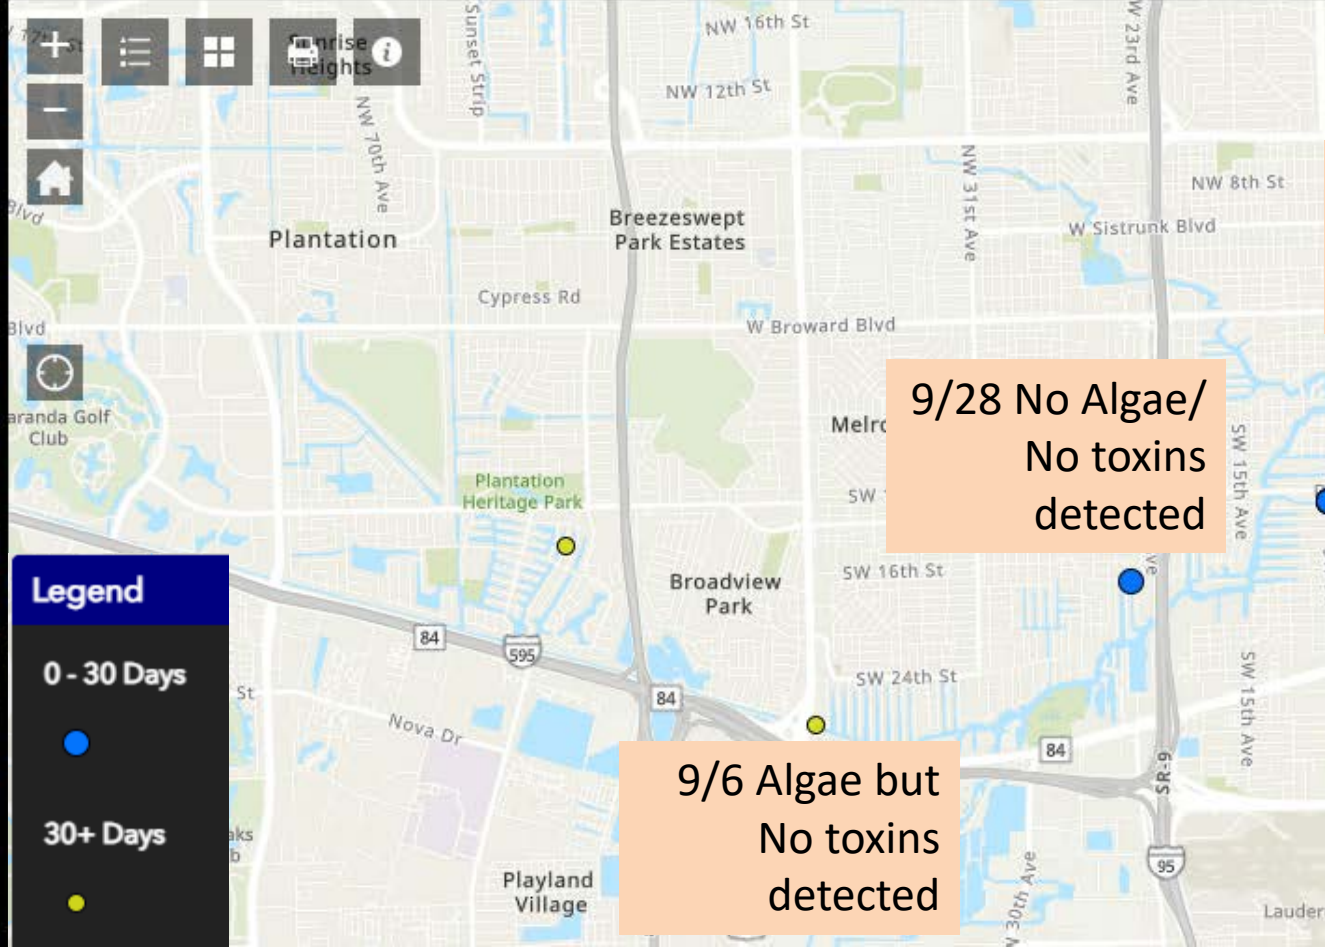 Sunrise
Heights
Sunset Strip
NW 16th St
W 23rd Ave
NW 12th St
NW 70th Ave
NW 31st Ave
NW 8th St
Blvd
Plantation
Breezeswept
Park Estates
W Sistrunk Blvd
Cypress Rd
Blvd
W Broward Blvd
aranda Golf
Club
Melro
9/28 No Algae/
No toxins
detected
SW 15th Ave
Plantation
Heritage Park
SW
Broadview
Park
SW 16th St
ve
Legend
0 - 30 Days
30+ Days
84
595
St
Nova Dr
84
SW 24th St
SW 15th Ave
84
SR-9
9/6 Algae but
No toxins
detected
aks
b
Playland
Village
30th Ave
95
Lauder